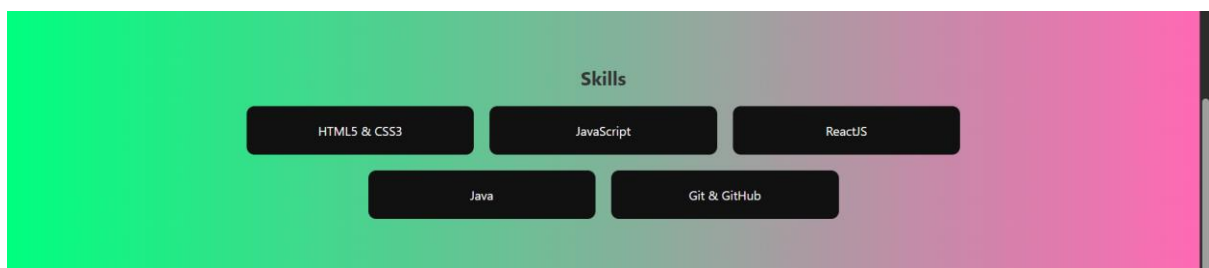 Skills
HTML5 & CSS3
JavaScript
ReactJS
Java
Git & GitHub